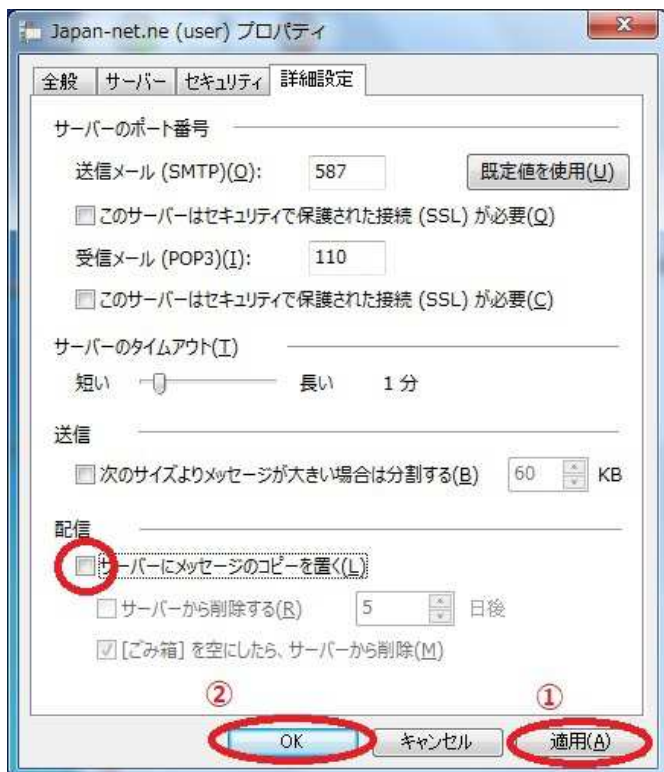 Japan-net.ne (user) プロパティ
全般 サーバー セキュリティ 詳細設定
サーバーのポート番号
送信メール (SMTP)(O): 587 既定値を使用(U)
このサーバーはセキュリティで保護された接続 (SSL) が必要(Q)
受信メール (POP3)(I): 110
このサーバーはセキュリティで保護された接続 (SSL) が必要(C)
サーバーのタイムアウト(T)
短い 長い 1 分
送信
次のサイズよりメッセージが大きい場合は分割する(B) 60 KB
配信
サーバーにメッセージのコピーを置く(L)
サーバーから削除する(R) 5 日後
[ごみ箱] を空にしたら、サーバーから削除(M)
② ①
OK キャンセル 適用(A)